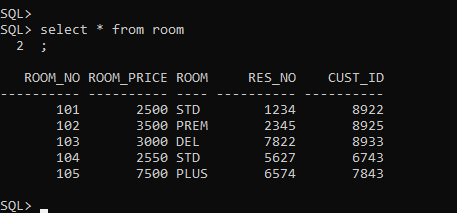 SQL>
SQL> select * from room
  2  ;

   ROOM_NO ROOM_PRICE ROOM     RES_NO    CUST_ID
---------- ---------- ---- ---------- ----------
       101       2500 STD        1234       8922
       102       3500 PREM       2345       8925
       103       3000 DEL        7822       8933
       104       2550 STD        5627       6743
       105       7500 PLUS       6574       7843

SQL>